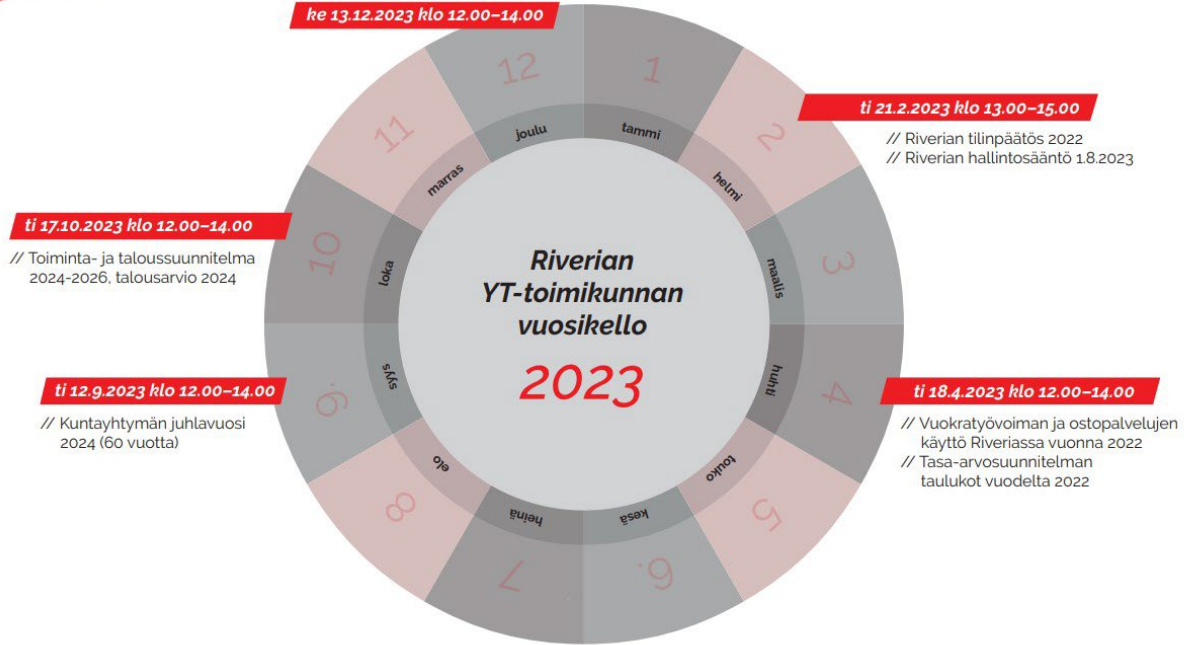 ke 13.12.2023 klo 12.00–14.00
ti 21.2.2023 klo 13.00–15.00
// Riverian tilinpäätös 2022
// Riverian hallintosääntö 1.8.2023
ti 18.4.2023 klo 12.00–14.00
// Vuokratyövoiman ja ostopalvelujen
käyttö Riveriassa vuonna 2022
// Tasa-arvosuunnitelman
taulukot vuodelta 2022
ti 12.9.2023 klo 12.00–14.00
// Kuntayhtymän juhlavuosi
2024 (60 vuotta)
ti 17.10.2023 klo 12.00–14.00
// Toiminta- ja taloussuunnitelma
2024-2026, talousarvio 2024
1
tammi
2
helmi
3
maalis
4
huhti
5
touko
6.
kesä
7
heinä
8
elo
9.
syys
10
loka
11
marras
12
joulu
Riverian
YT-toimikunnan
vuosikello
2023